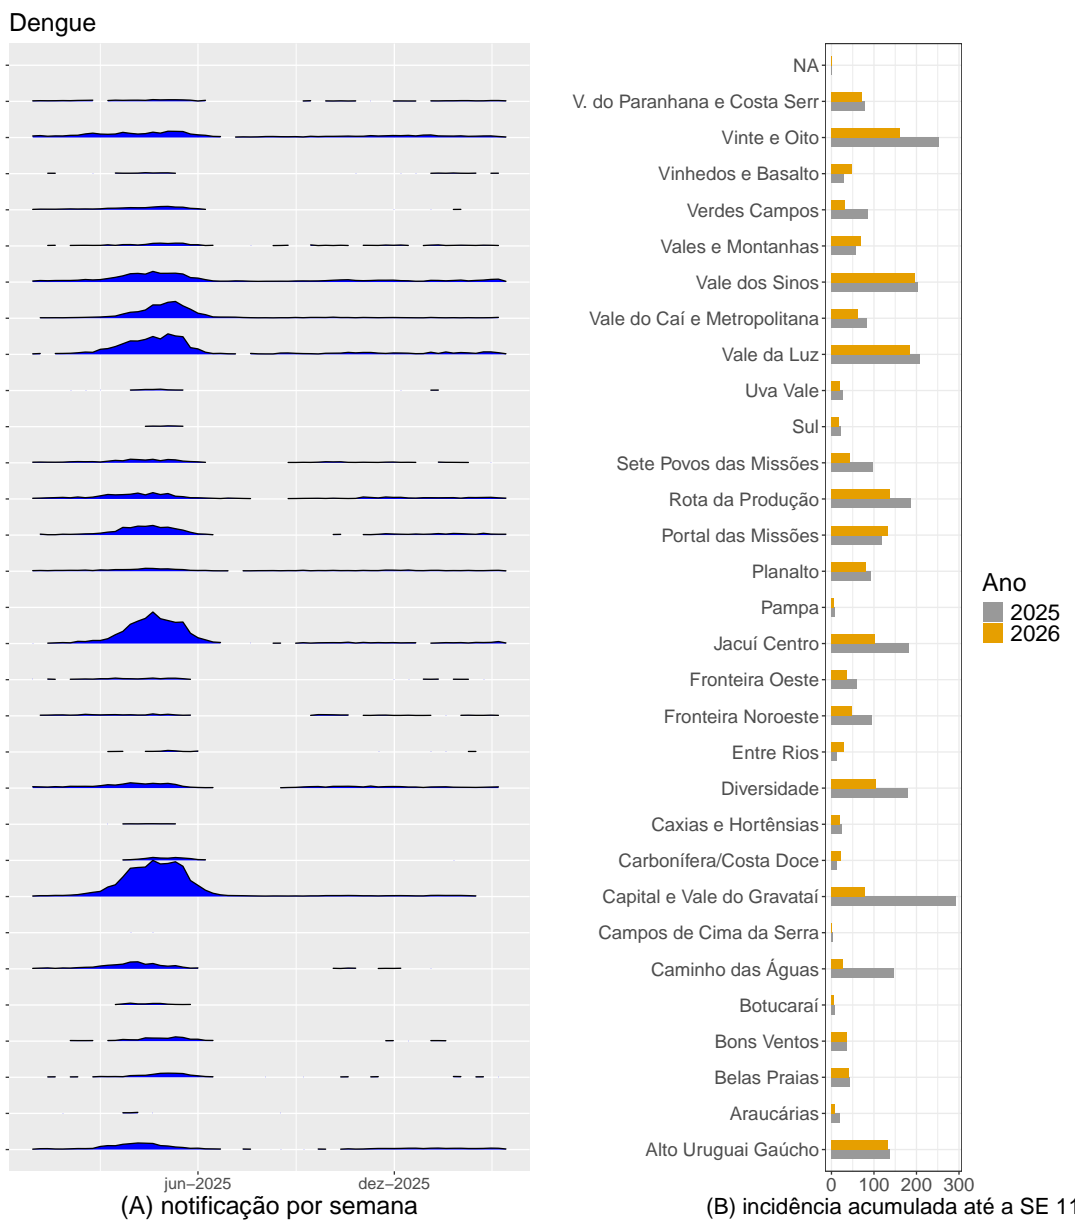 Dengue
NA
V. do Paranhana e Costa Serr
Vinte e Oito
Vinhedos e Basalto
Verdes Campos
Vales e Montanhas
Vale dos Sinos
Vale do Caí e Metropolitana
Vale da Luz
Uva Vale
Sul
Sete Povos das Missões
Rota da Produção
Portal das Missões
Planalto
Pampa
Jacuí Centro
Fronteira Oeste
Fronteira Noroeste
Entre Rios
Diversidade
Caxias e Hortênsias
Carbonífera/Costa Doce
Capital e Vale do Gravataí
Campos de Cima da Serra
Caminho das Águas
Botucaraí
Bons Ventos
Belas Praias
Araucárias
Alto Uruguai Gaúcho
Ano
2025
2026
jun–2025 dez–2025
0 100 200 300
(A) notificação por semana
(B) incidência acumulada até a SE 11